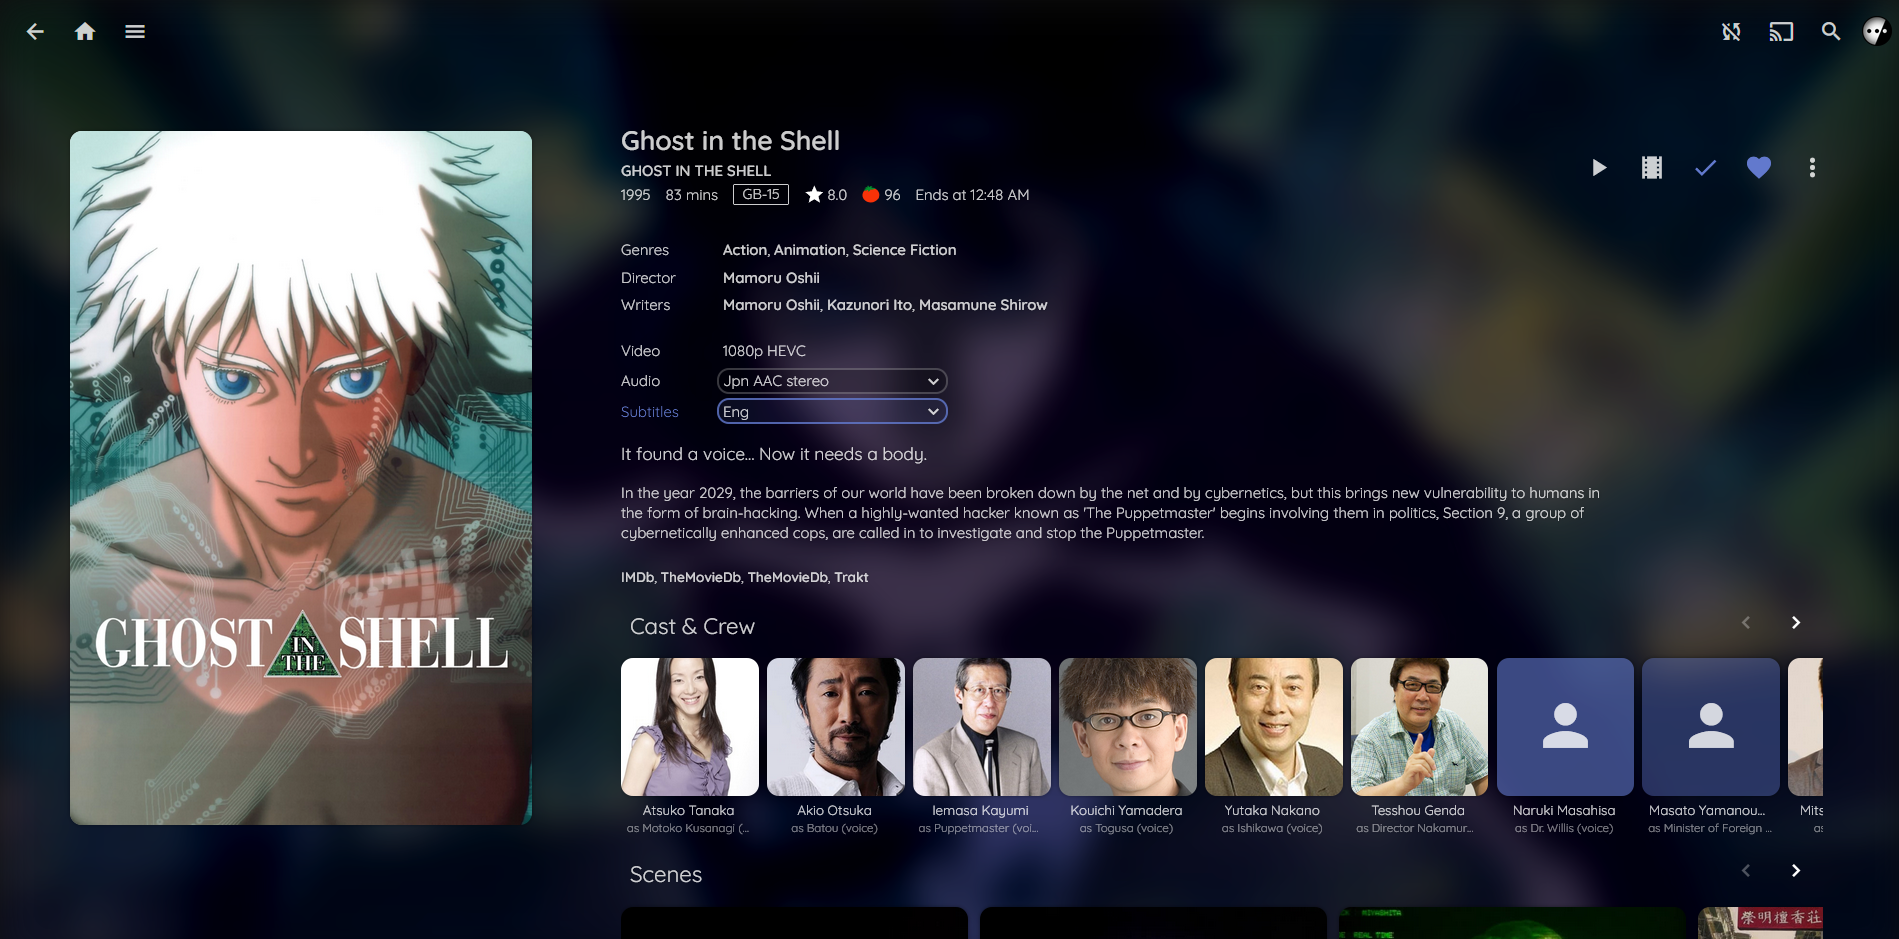 Ghost in the Shell
GHOST IN THE SHELL
1995 83 mins GB-15 8.0 96 Ends at 12:48 AM
Genres Action, Animation, Science Fiction
Director Mamoru Oshii
Writers Mamoru Oshii, Kazunori Ito, Masamune Shirow
Video 1080p HEVC
Audio Jpn AAC stereo
Subtitles Eng
It found a voice... Now it needs a body.
In the year 2029, the barriers of our world have been broken down by the net and by cybernetics, but this brings new vulnerability to humans in
the form of brain-hacking. When a highly-wanted hacker known as 'The Puppetmaster' begins involving them in politics, Section 9, a group of
cybernetically enhanced cops, are called in to investigate and stop the Puppetmaster.
IMDb, TheMovieDb, TheMovieDb, Trakt
GHOST IN THE SHELL
Cast & Crew
Atsuko Tanaka
as Motoko Kusanagi (...
Akio Otsuka
as Batou (voice)
Iemasa Kayumi
as Puppetmaster (voi...
Kouichi Yamadera
as Togusa (voice)
Yutaka Nakano
as Ishikawa (voice)
Tesshou Genda
as Director Nakamur...
Naruki Masahisa
as Dr. Willis (voice)
Masato Yamanou...
as Minister of Foreign ...
Mits
as
Scenes
MIYASHITA
REAL TIME
榮明檀香莊